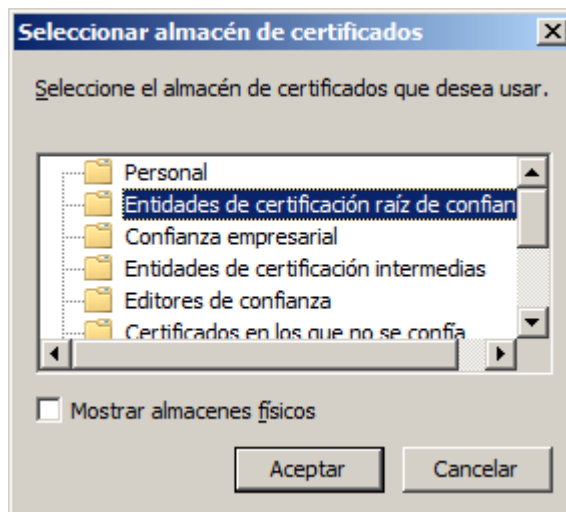 Seleccionar almacén de certificados
Seleccione el almacén de certificados que desea usar.
Personal
Entidades de certificación raíz de confian
Confianza empresarial
Entidades de certificación intermedias
Editores de confianza
Certificados en los que no se confía
Mostrar almacenes físicos
Aceptar
Cancelar